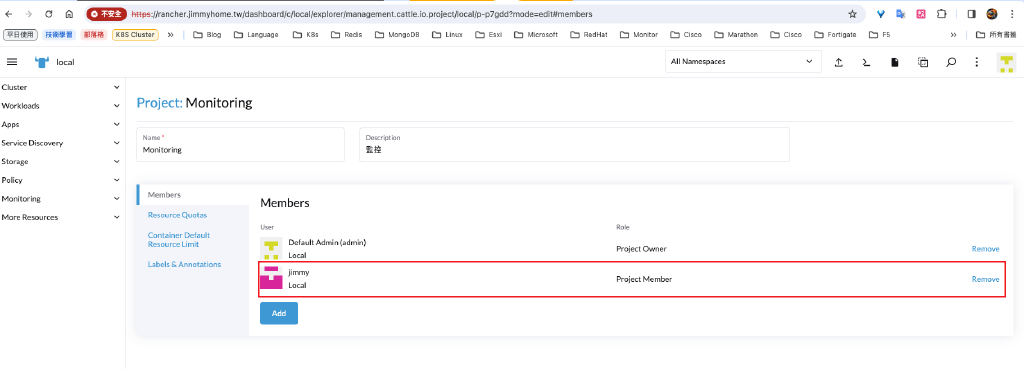 不安全 https://rancher.jimmyhome.tw/dashboard/c/local/explorer/management.cattle.io.project/local/p-p7gdd?mode=edit#members
平日使用 技術學習 部落格 K8S Cluster » Blog Language K8s Redis MongoDB Linux Esxi Microsoft RedHat Monitor Cisco Marathon Cisco Fortigate F5 » 所有書籤
local All Namespaces
Cluster
Workloads
Apps
Service Discovery
Storage
Policy
Monitoring
More Resources
Project: Monitoring
Name *
Monitoring
Description
監控
Members
Resource Quotas
Container Default
Resource Limit
Labels & Annotations
Members
User Role
Default Admin (admin)
Local
Project Owner Remove
jimmy
Local
Project Member Remove
Add